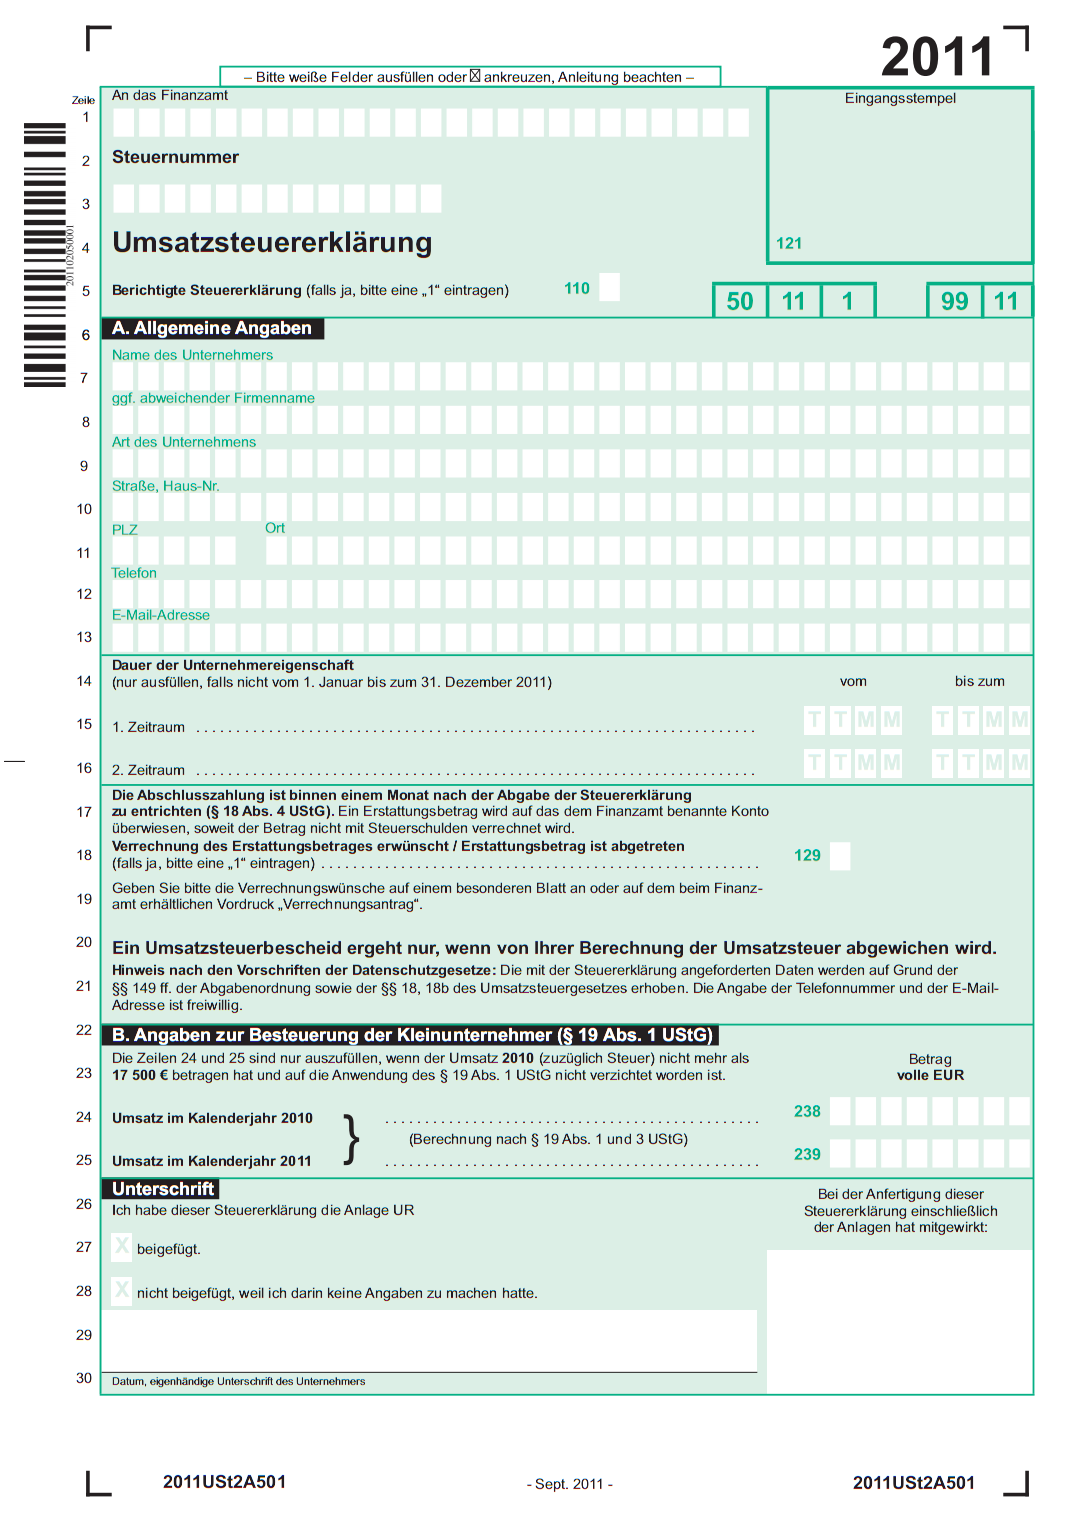 2011
– Bitte weiße Felder ausfüllen oder ☒ ankreuzen, Anleitung beachten –
Zeile
An das Finanzamt
Eingangsstempel
1
2
Steuernummer
3
4
Umsatzsteuererklärung
121
201102050001
5
Berichtigte Steuererklärung (falls ja, bitte eine „1“ eintragen)
110
50 11 1 99 11
6
A. Allgemeine Angaben
Name des Unternehmers
7
ggf. abweichender Firmenname
8
Art des Unternehmens
9
Straße, Haus-Nr.
10
PLZ Ort
11
Telefon
12
E-Mail-Adresse
13
Dauer der Unternehmereigenschaft
14
(nur ausfüllen, falls nicht vom 1. Januar bis zum 31. Dezember 2011)
vom bis zum
15
1. Zeitraum
T T M M T T M M
16
2. Zeitraum
T T M M T T M M
Die Abschlusszahlung ist binnen einem Monat nach der Abgabe der Steuererklärung
17
zu entrichten (§ 18 Abs. 4 UStG). Ein Erstattungsbetrag wird auf das dem Finanzamt benannte Konto
überwiesen, soweit der Betrag nicht mit Steuerschulden verrechnet wird.
Verrechnung des Erstattungsbetrages erwünscht / Erstattungsbetrag ist abgetreten
18
(falls ja, bitte eine „1“ eintragen)
129
Geben Sie bitte die Verrechnungswünsche auf einem besonderen Blatt an oder auf dem beim Finanz-
19
amt erhältlichen Vordruck „Verrechnungsantrag“.
20
Ein Umsatzsteuerbescheid ergeht nur, wenn von Ihrer Berechnung der Umsatzsteuer abgewichen wird.
Hinweis nach den Vorschriften der Datenschutzgesetze: Die mit der Steuererklärung angeforderten Daten werden auf Grund der
21
§§ 149 ff. der Abgabenordnung sowie der §§ 18, 18b des Umsatzsteuergesetzes erhoben. Die Angabe der Telefonnummer und der E-Mail-
Adresse ist freiwillig.
22
B. Angaben zur Besteuerung der Kleinunternehmer (§ 19 Abs. 1 UStG)
Die Zeilen 24 und 25 sind nur auszufüllen, wenn der Umsatz 2010 (zuzüglich Steuer) nicht mehr als
Betrag
23
17 500 € betragen hat und auf die Anwendung des § 19 Abs. 1 UStG nicht verzichtet worden ist.
volle EUR
24
Umsatz im Kalenderjahr 2010
238
}
(Berechnung nach § 19 Abs. 1 und 3 UStG)
25
Umsatz im Kalenderjahr 2011
239
Unterschrift
26
Ich habe dieser Steuererklärung die Anlage UR
Bei der Anfertigung dieser
Steuererklärung einschließlich
der Anlagen hat mitgewirkt:
27
X beigefügt.
28
X nicht beigefügt, weil ich darin keine Angaben zu machen hatte.
29
30
Datum, eigenhändige Unterschrift des Unternehmers
2011USt2A501
- Sept. 2011 -
2011USt2A501